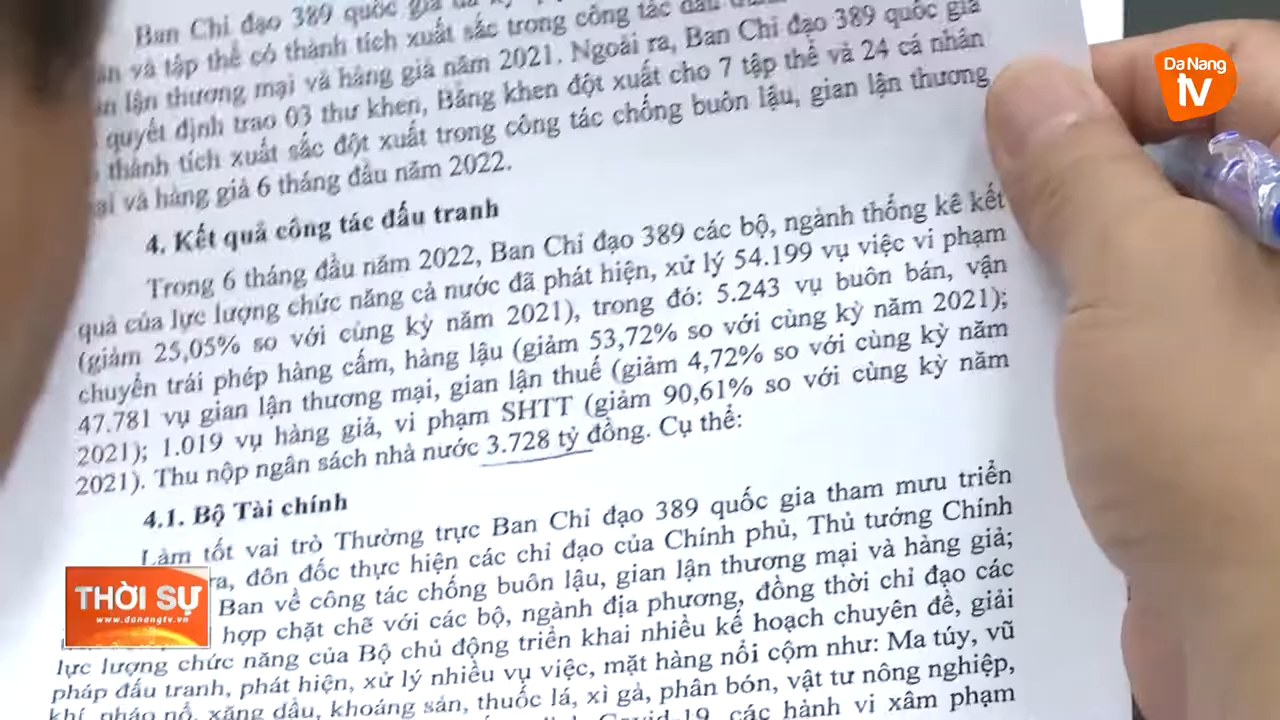 Ban Chỉ đạo 389 quốc gia đã
và tập thể có thành tích xuất sắc trong công tác đấu
lận thương mại và hàng giả năm 2021. Ngoài ra, Ban Chỉ đạo 389 quốc gia
quyết định trao 03 thư khen, Bằng khen đột xuất cho 7 tập thể và 24 cá nhân
thành tích xuất sắc đột xuất trong công tác chống buôn lậu, gian lận thương
và hàng giả 6 tháng đầu năm 2022.
4. Kết quả công tác đấu tranh
Trong 6 tháng đầu năm 2022, Ban Chỉ đạo 389 các bộ, ngành thống kê kết
quả của lực lượng chức năng cả nước đã phát hiện, xử lý 54.199 vụ việc vi phạm
(giảm 25,05% so với cùng kỳ năm 2021), trong đó: 5.243 vụ buôn bán, vận
chuyển trái phép hàng cấm, hàng lậu (giảm 53,72% so với cùng kỳ năm 2021);
47.781 vụ gian lận thương mại, gian lận thuế (giảm 4,72% so với cùng kỳ năm
2021); 1.019 vụ hàng giả, vi phạm SHTT (giảm 90,61% so với cùng kỳ năm
2021). Thu nộp ngân sách nhà nước 3.728 tỷ đồng. Cụ thể:
4.1. Bộ Tài chính
Làm tốt vai trò Thường trực Ban Chỉ đạo 389 quốc gia tham mưu triển
ra, đôn đốc thực hiện các chỉ đạo của Chính phủ, Thủ tướng Chính
Ban về công tác chống buôn lậu, gian lận thương mại và hàng giả;
hợp chặt chẽ với các bộ, ngành địa phương, đồng thời chỉ đạo các
lực lượng chức năng của Bộ chủ động triển khai nhiều kế hoạch chuyên đề, giải
pháp đấu tranh, phát hiện, xử lý nhiều vụ việc, mặt hàng nổi cộm như: Ma túy, vũ
khí, pháo nổ, xăng dầu, khoáng sản, thuốc lá, xì gà, phân bón, vật tư nông nghiệp,
Covid-19, các hành vi xâm phạm
Da Nang
tv
THỜI SỰ
www.danangtv.vn